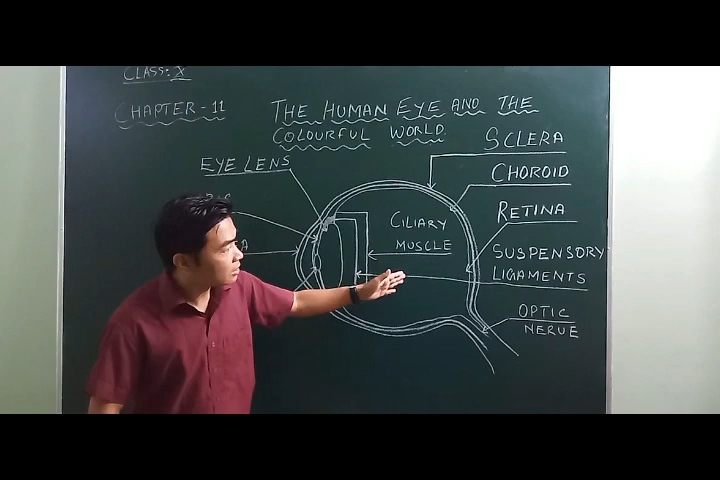 CLASS: X
CHAPTER - 11
THE HUMAN EYE AND THE
COLOURFUL WORLD
SCLERA
EYE LENS
CHOROID
RETINA
CILIARY
MUSCLE
SUSPENSORY
LIGAMENTS
OPTIC
NERUE